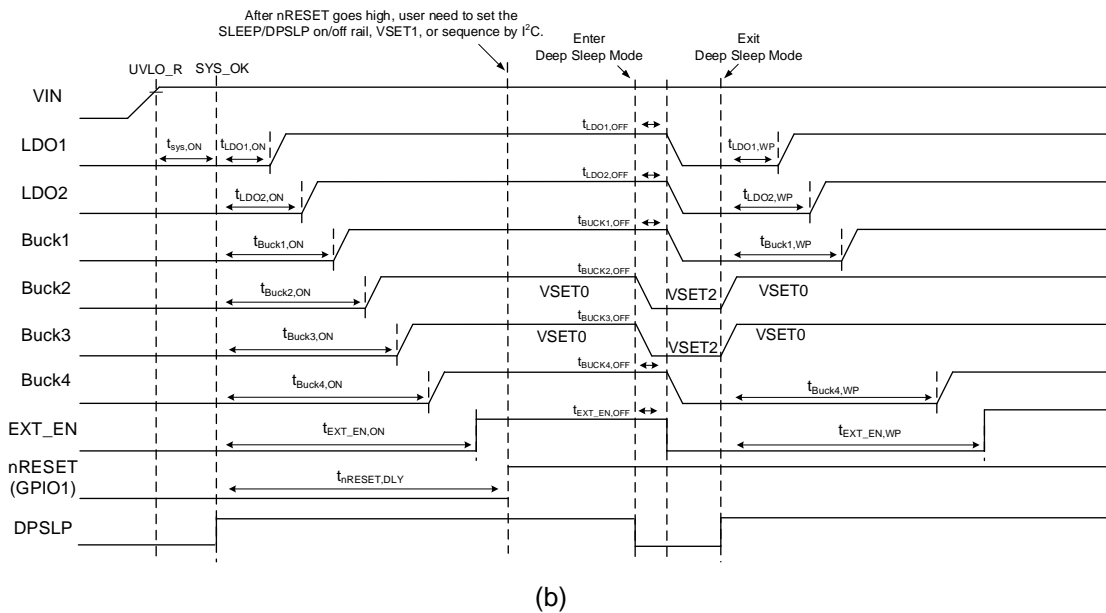 After nRESET goes high, user need to set the
SLEEP/DPSLP on/off rail, VSET1, or sequence by I²C.
Enter
Deep Sleep Mode
Exit
Deep Sleep Mode
UVLO_R
SYS_OK
VIN
LDO1
tsys,ON
tLDO1,ON
tLDO1,OFF
tLDO1,WP
LDO2
tLDO2,ON
tLDO2,OFF
tLDO2,WP
Buck1
tBuck1,ON
tBUCK1,OFF
tBuck1,WP
Buck2
tBuck2,ON
tBUCK2,OFF
VSET0
VSET2
VSET0
Buck3
tBuck3,ON
tBUCK3,OFF
VSET0
VSET2
VSET0
Buck4
tBuck4,ON
tBUCK4,OFF
tBuck4,WP
EXT_EN
tEXT_EN,ON
tEXT_EN,OFF
tEXT_EN,WP
nRESET
(GPIO1)
tnRESET,DLY
DPSLP
(b)